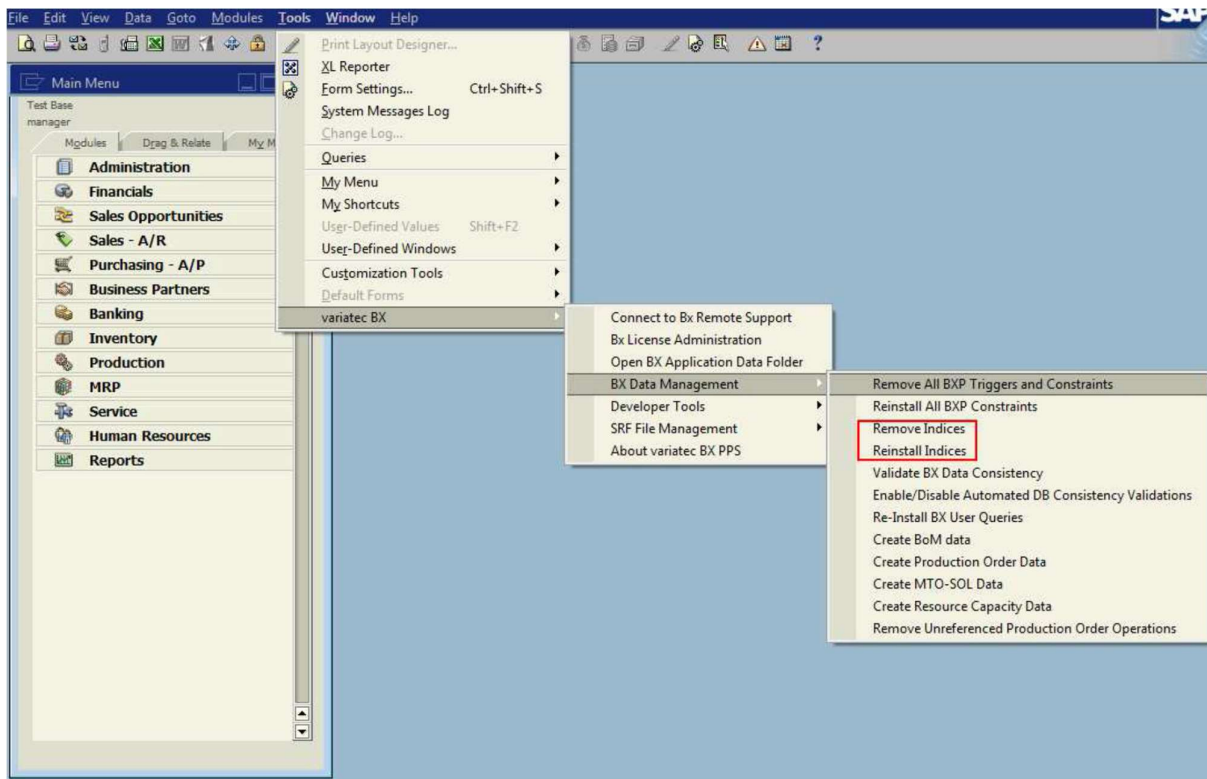 File Edit View Data Goto Modules Tools Window Help
SAP
Main Menu
Test Base
manager
Modules Drag & Relate My M
Administration
Financials
Sales Opportunities
Sales - A/R
Purchasing - A/P
Business Partners
Banking
Inventory
Production
MRP
Service
Human Resources
Reports
Print Layout Designer...
XL Reporter
Form Settings... Ctrl+Shift+S
System Messages Log
Change Log...
Queries
My Menu
My Shortcuts
User-Defined Values Shift+F2
User-Defined Windows
Customization Tools
Default Forms
variatec BX
Connect to Bx Remote Support
Bx License Administration
Open BX Application Data Folder
BX Data Management
Developer Tools
SRF File Management
About variatec BX PPS
Remove All BXP Triggers and Constraints
Reinstall All BXP Constraints
Remove Indices
Reinstall Indices
Validate BX Data Consistency
Enable/Disable Automated DB Consistency Validations
Re-Install BX User Queries
Create BoM data
Create Production Order Data
Create MTO-SOL Data
Create Resource Capacity Data
Remove Unreferenced Production Order Operations